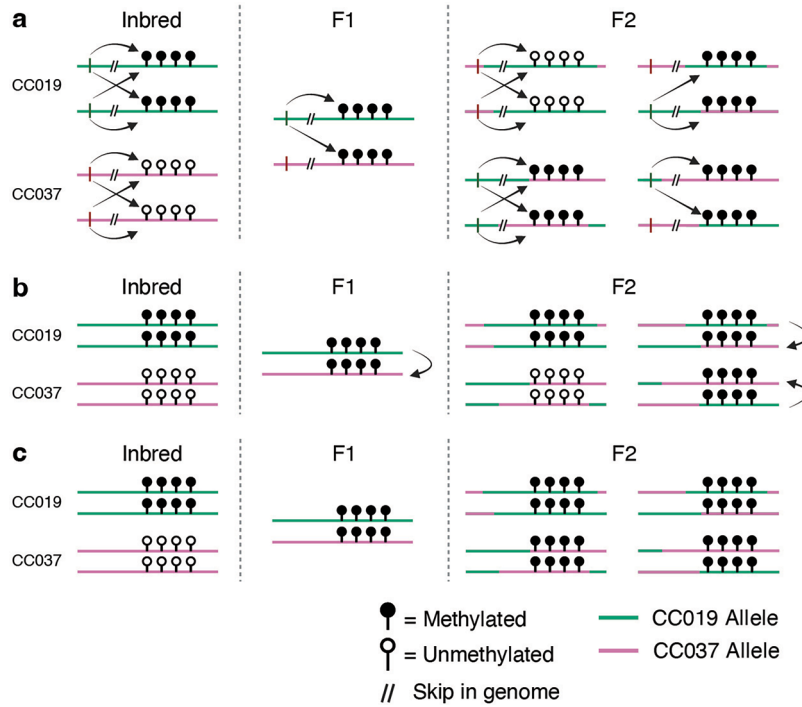 a Inbred F1 F2
CC019
CC037
b Inbred F1 F2
CC019
CC037
c Inbred F1 F2
CC019
CC037
= Methylated CC019 Allele
= Unmethylated CC037 Allele
// Skip in genome